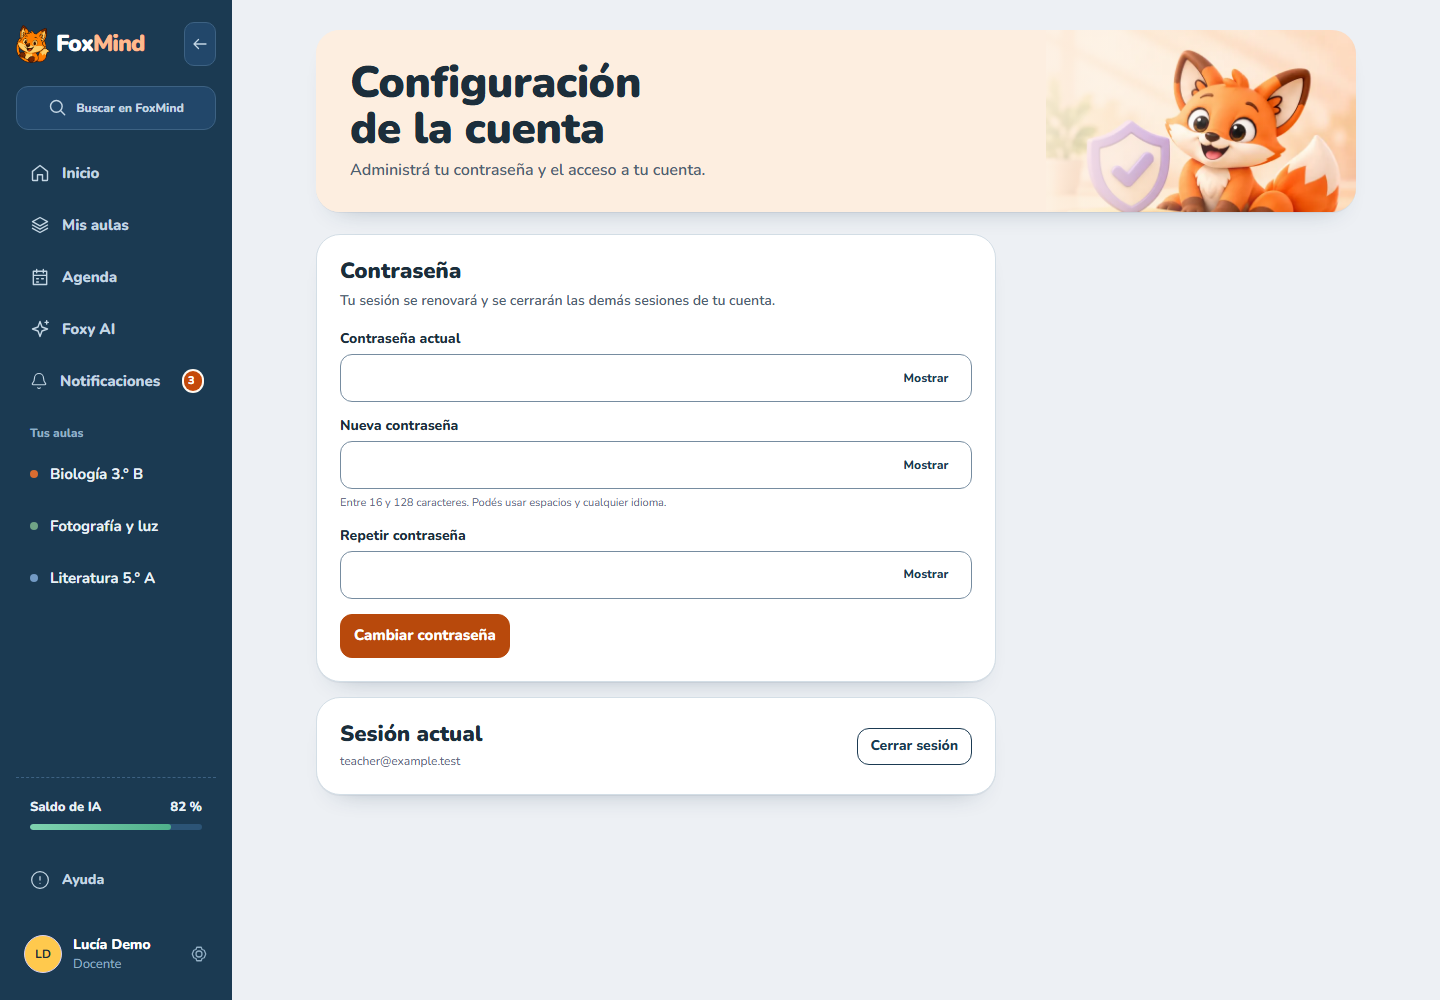 FoxMind
Buscar en FoxMind
Inicio
Mis aulas
Agenda
Foxy AI
Notificaciones 3
Tus aulas
Biología 3.° B
Fotografía y luz
Literatura 5.° A
Saldo de IA 82 %
Ayuda
LD
Lucía Demo
Docente
Configuración
de la cuenta
Administrá tu contraseña y el acceso a tu cuenta.
Contraseña
Tu sesión se renovará y se cerrarán las demás sesiones de tu cuenta.
Contraseña actual
Mostrar
Nueva contraseña
Mostrar
Entre 16 y 128 caracteres. Podés usar espacios y cualquier idioma.
Repetir contraseña
Mostrar
Cambiar contraseña
Sesión actual
teacher@example.test
Cerrar sesión